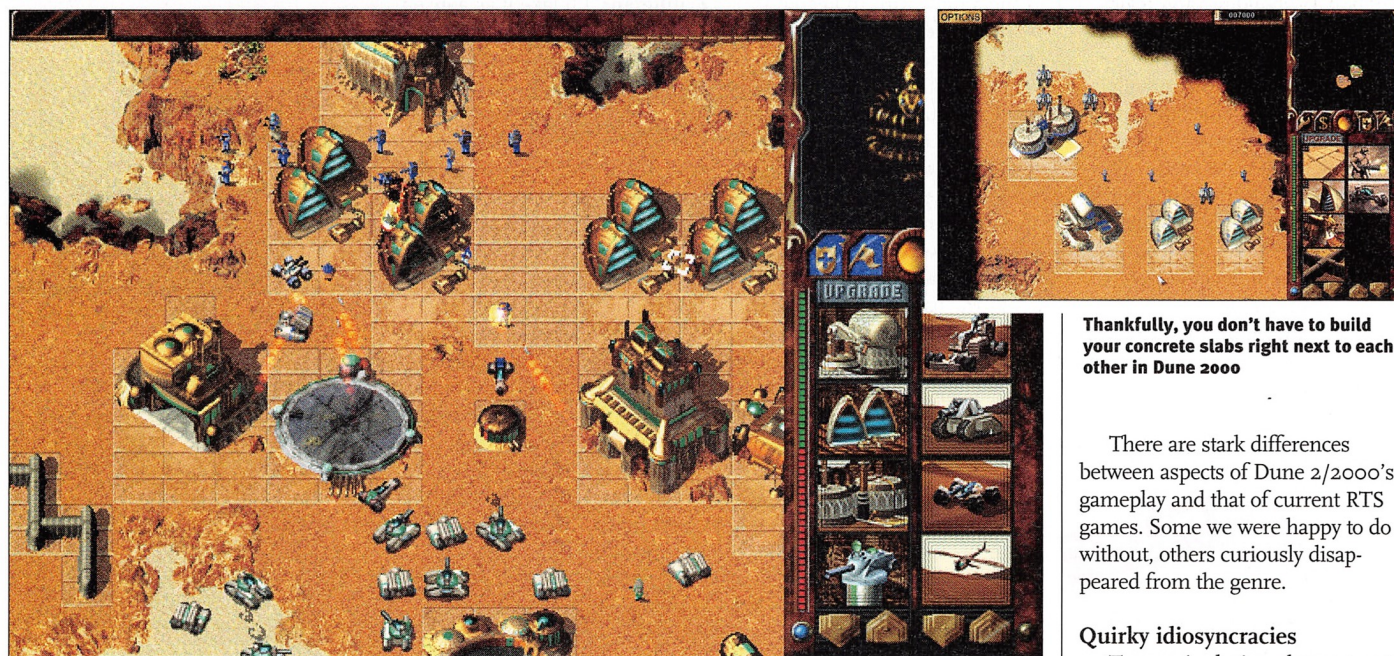 OPTIONS
007000
UPGRADE
UPGRADE
Thankfully, you don't have to build
your concrete slabs right next to each
other in Dune 2000
There are stark differences
between aspects of Dune 2/2000's
gameplay and that of current RTS
games. Some we were happy to do
without, others curiously disap-
peared from the genre.
Quirky idiosyncracies